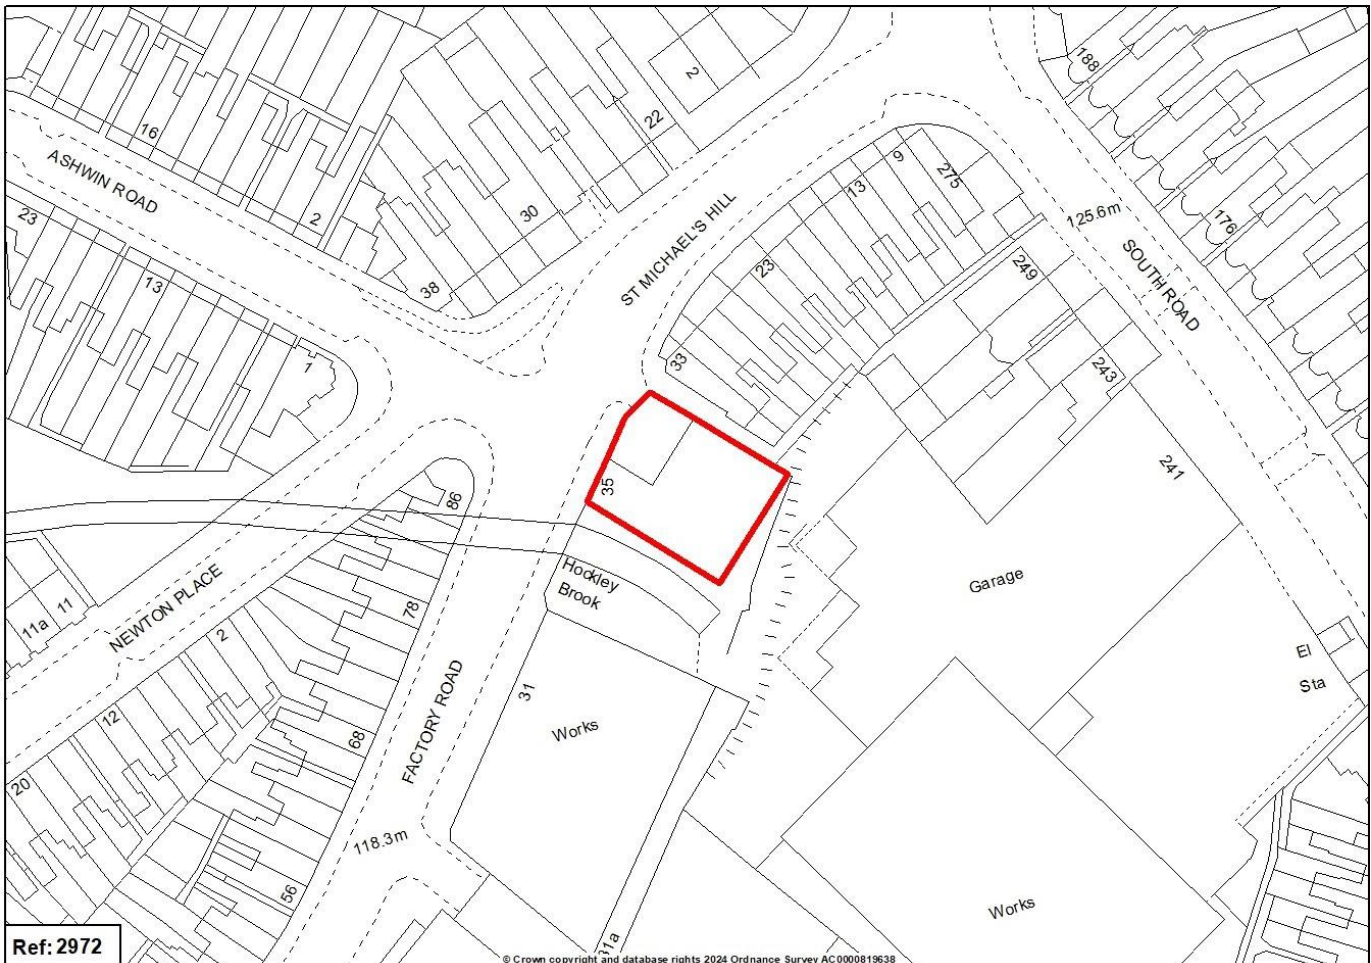 188
2
22
16
ASHWIN ROAD
9
275
13
23
2
30
176
125.6m
ST MICHAEL'S HILL
SOUTH ROAD
23
249
13
38
33
1
243
241
35
86
Hockley
Brook
Garage
NEWTON PLACE
11
11a
78
2
El
Sta
31
Works
FACTORY ROAD
12
68
20
118.3m
56
Works
31a
Ref: 2972
© Crown copyright and database rights 2024 Ordnance Survey AC0000819638